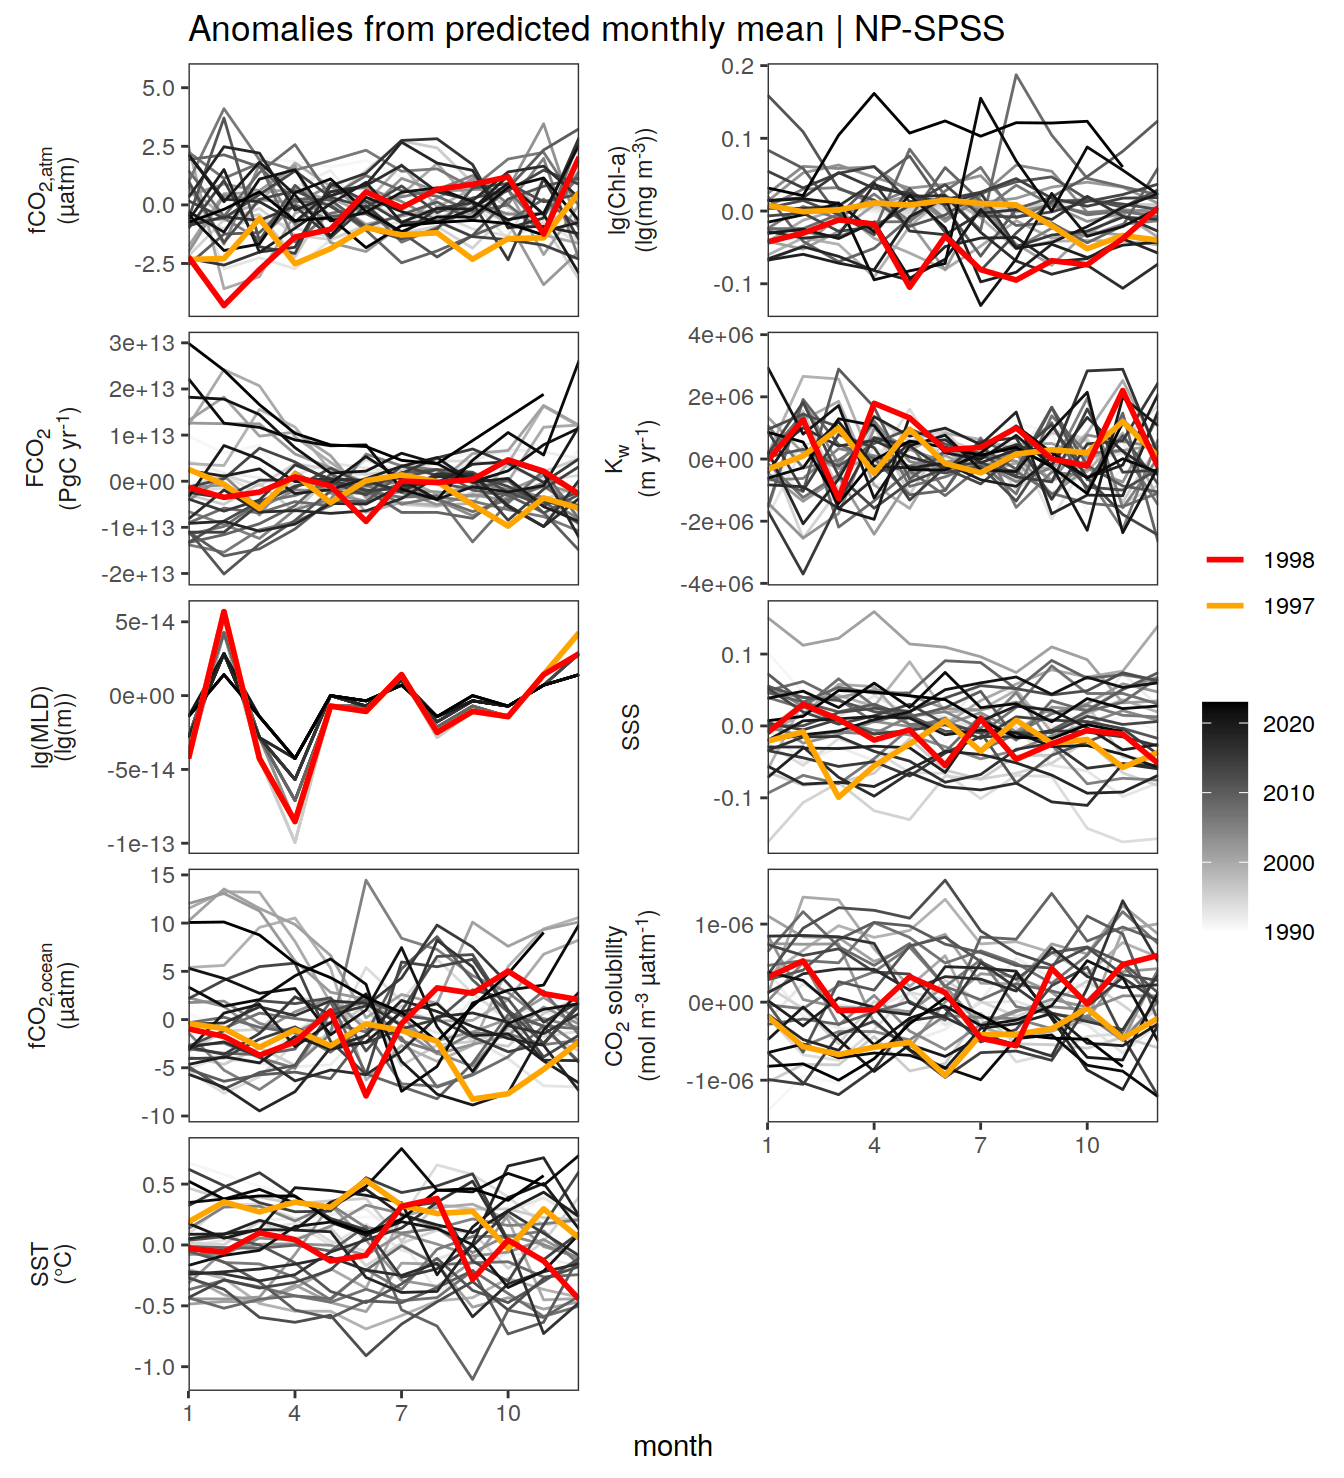 Anomalies from predicted monthly mean | NP-SPSS
fCO2,atm
(µatm)
5.0
2.5
0.0
-2.5
lg(Chl-a)
(lg(mg m-3))
0.2
0.1
0.0
-0.1
FCO2
(PgC yr-1)
3e+13
2e+13
1e+13
0e+00
-1e+13
-2e+13
Kw
(m yr-1)
4e+06
2e+06
0e+00
-2e+06
-4e+06
lg(MLD)
(lg(m))
5e-14
0e+00
-5e-14
-1e-13
SSS
0.1
0.0
-0.1
fCO2,ocean
(µatm)
15
10
5
0
-5
-10
CO2 solubility
(mol m-3 µatm-1)
1e-06
0e+00
-1e-06
1 4 7 10
SST
(°C)
0.5
0.0
-0.5
-1.0
1 4 7 10
month
1998
1997
2020
2010
2000
1990